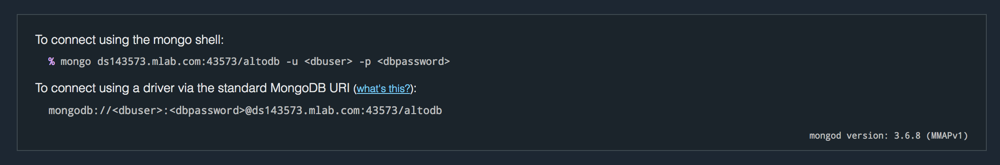 To connect using the mongo shell:
% mongo ds143573.mlab.com:43573/altodb -u <dbuser> -p <dbpassword>
To connect using a driver via the standard MongoDB URI (what's this?):
mongodb://<dbuser>:<dbpassword>@ds143573.mlab.com:43573/altodb
mongod version: 3.6.8 (MMAPv1)